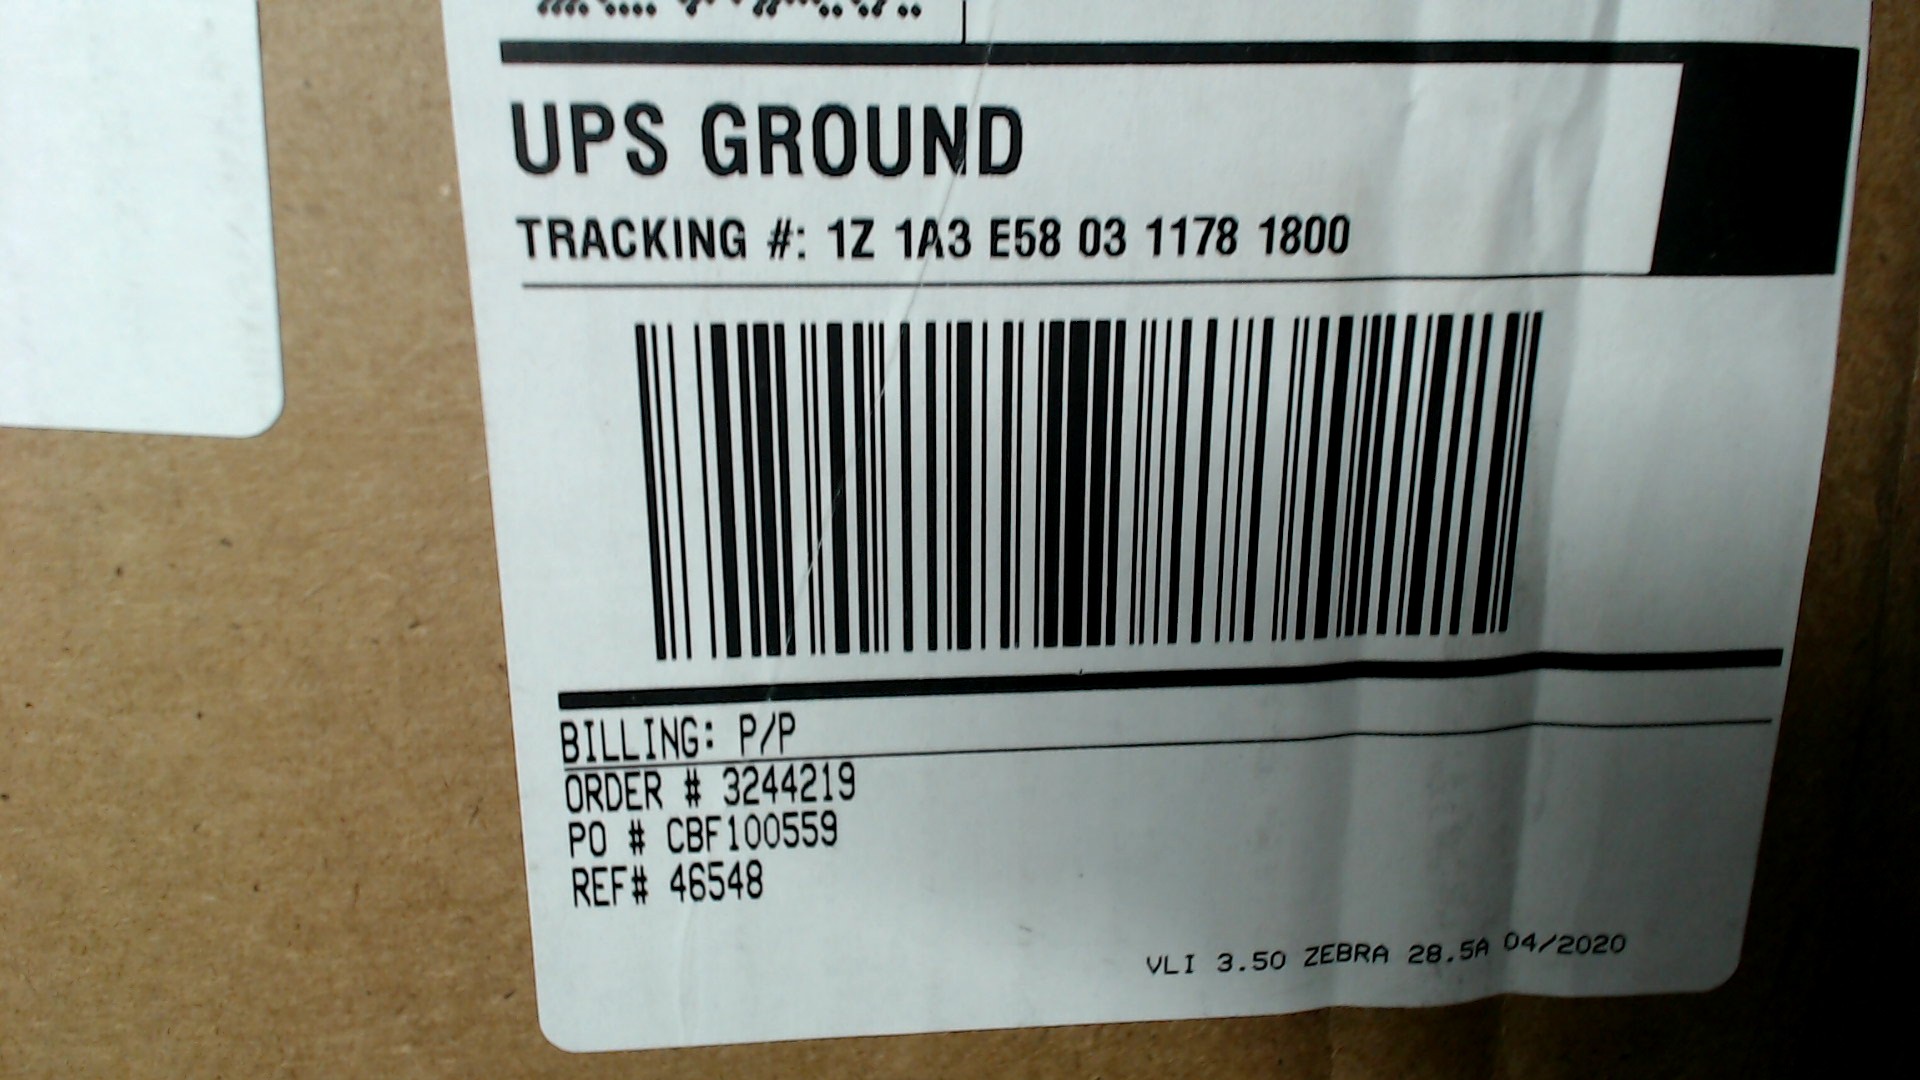 UPS GROUND
TRACKING #: 1Z 1A3 E58 03 1178 1800
BILLING: P/P
ORDER # 3244219
PO # CBF100559
REF# 46548
VLI 3.50 ZEBRA 28.5A 04/2020